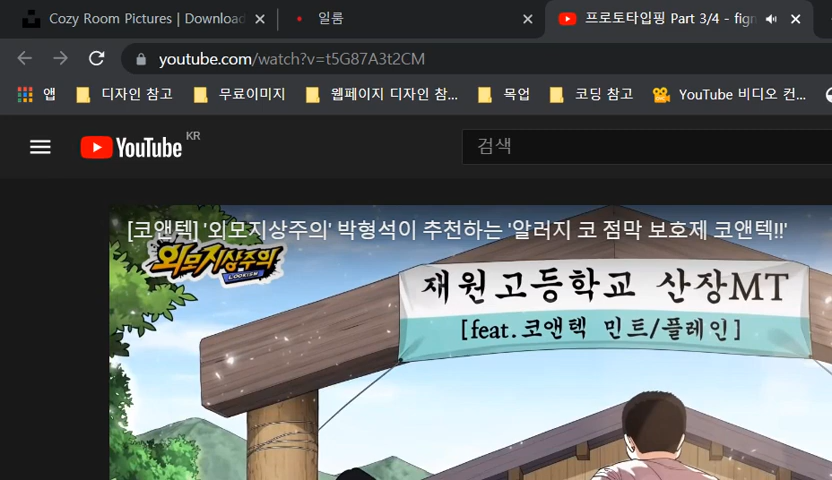 Cozy Room Pictures | Download
일룸
프로토타입핑 Part 3/4 - figm
youtube.com/watch?v=t5G87A3t2CM
앱
디자인 참고
무료이미지
웹페이지 디자인 참...
목업
코딩 참고
YouTube 비디오 컨...
YouTube KR
검색
[코앤텍] '외모지상주의' 박형석이 추천하는 '알러지 코 점막 보호제 코앤텍!!'
외모지상주의
LOOKISM
재원고등학교 산장MT
[feat.코앤텍 민트/플레인]